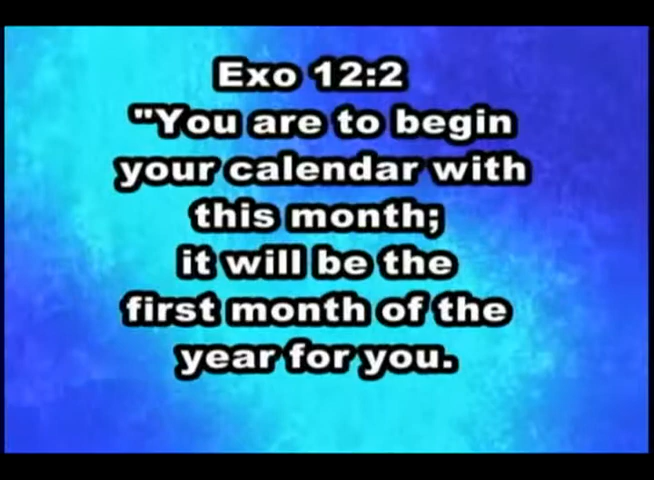 Exo 12:2
"You are to begin
your calendar with
this month;
it will be the
first month of the
year for you.